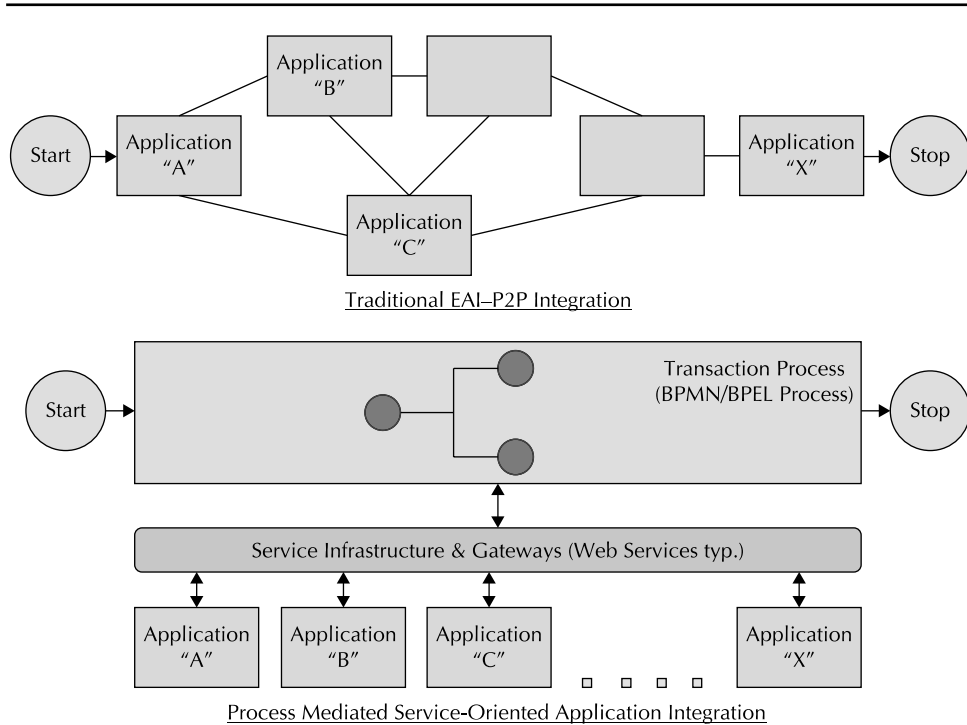 Application
“B”
Start
Application
“A”
Application
“X”
Stop
Application
“C”
Traditional EAI–P2P Integration
Transaction Process
(BPMN/BPEL Process)
Start
Stop
Service Infrastructure & Gateways (Web Services typ.)
Application
“A”
Application
“B”
Application
“C”
Application
“X”
Process Mediated Service-Oriented Application Integration